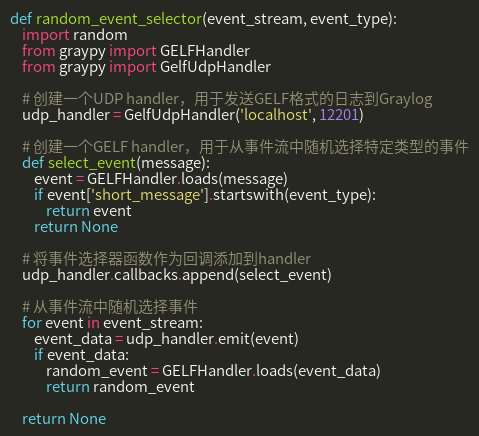 def random_event_selector(event_stream, event_type):
import random
from graypy import GELFHandler
from graypy import GelfUdpHandler
# 创建一个UDP handler，用于发送GELF格式的日志到Graylog
udp_handler = GelfUdpHandler('localhost', 12201)
# 创建一个GELF handler，用于从事件流中随机选择特定类型的事件
def select_event(message):
event = GELFHandler.loads(message)
if event['short_message'].startswith(event_type):
return event
return None
# 将事件选择器函数作为回调添加到handler
udp_handler.callbacks.append(select_event)
# 从事件流中随机选择事件
for event in event_stream:
event_data = udp_handler.emit(event)
if event_data:
random_event = GELFHandler.loads(event_data)
return random_event
return None